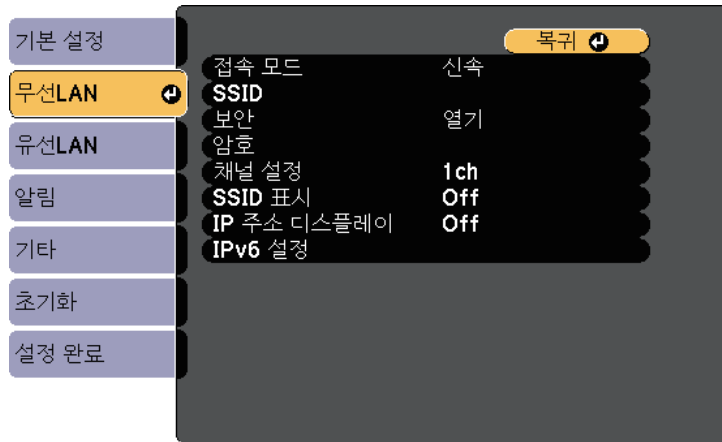 기본 설정
무선LAN
유선LAN
알림
기타
초기화
설정 완료
복귀
접속 모드 신속
SSID
보안 열기
암호
채널 설정 1ch
SSID 표시 Off
IP 주소 디스플레이 Off
IPv6 설정